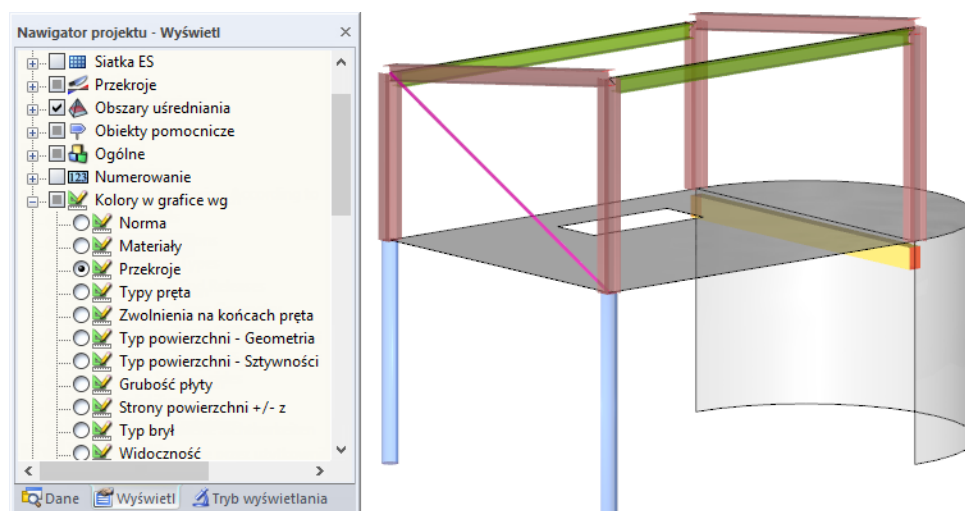 Nawigator projektu - Wyświetl
Siatka ES
Przekroje
Obszary uśredniania
Obiekty pomocnicze
Ogólne
123 Numerowanie
Kolory w grafice wg
Norma
Materiały
Przekroje
Typy pręta
Zwolnienia na końcach pręta
Typ powierzchni - Geometria
Typ powierzchni - Sztywności
Grubość płyty
Strony powierzchni +/- z
Typ brył
Widoczność
Dane Wyświetl Tryb wyświetlania